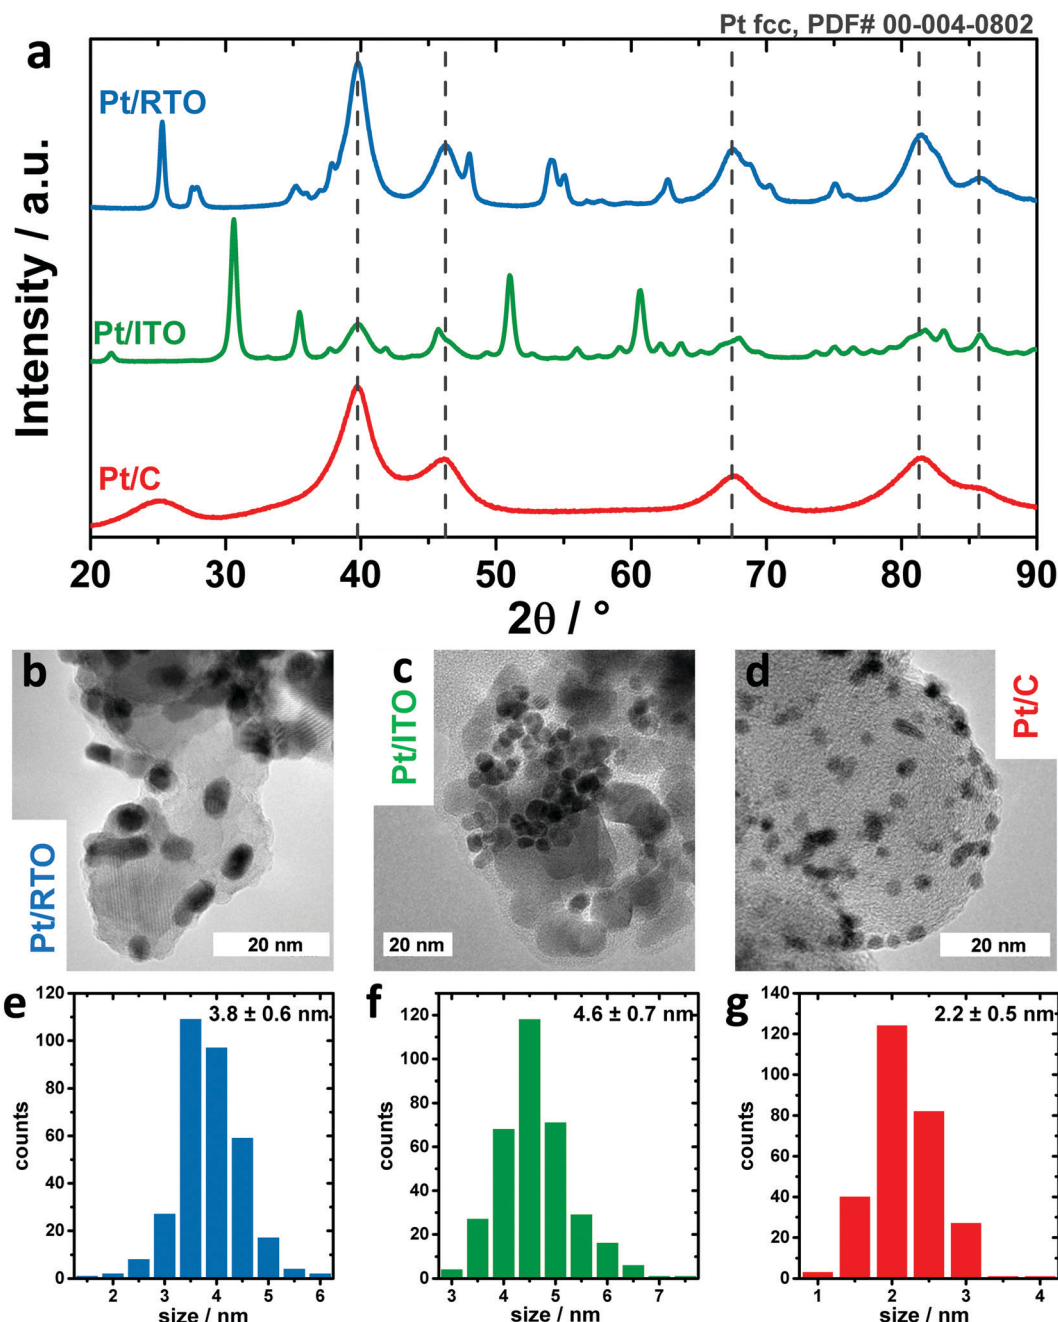 Pt fcc, PDF# 00-004-0802
a
Pt/RTO
Pt/ITO
Pt/C
Intensity / a.u.
20 30 40 50 60 70 80 90
2θ / °
b
Pt/RTO
20 nm
c
Pt/ITO
20 nm
d
Pt/C
20 nm
e
3.8 ± 0.6 nm
120
100
80
60
40
20
0
counts
2 3 4 5 6
size / nm
f
4.6 ± 0.7 nm
120
100
80
60
40
20
0
counts
3 4 5 6 7
size / nm
g
2.2 ± 0.5 nm
140
120
100
80
60
40
20
0
counts
1 2 3 4
size / nm